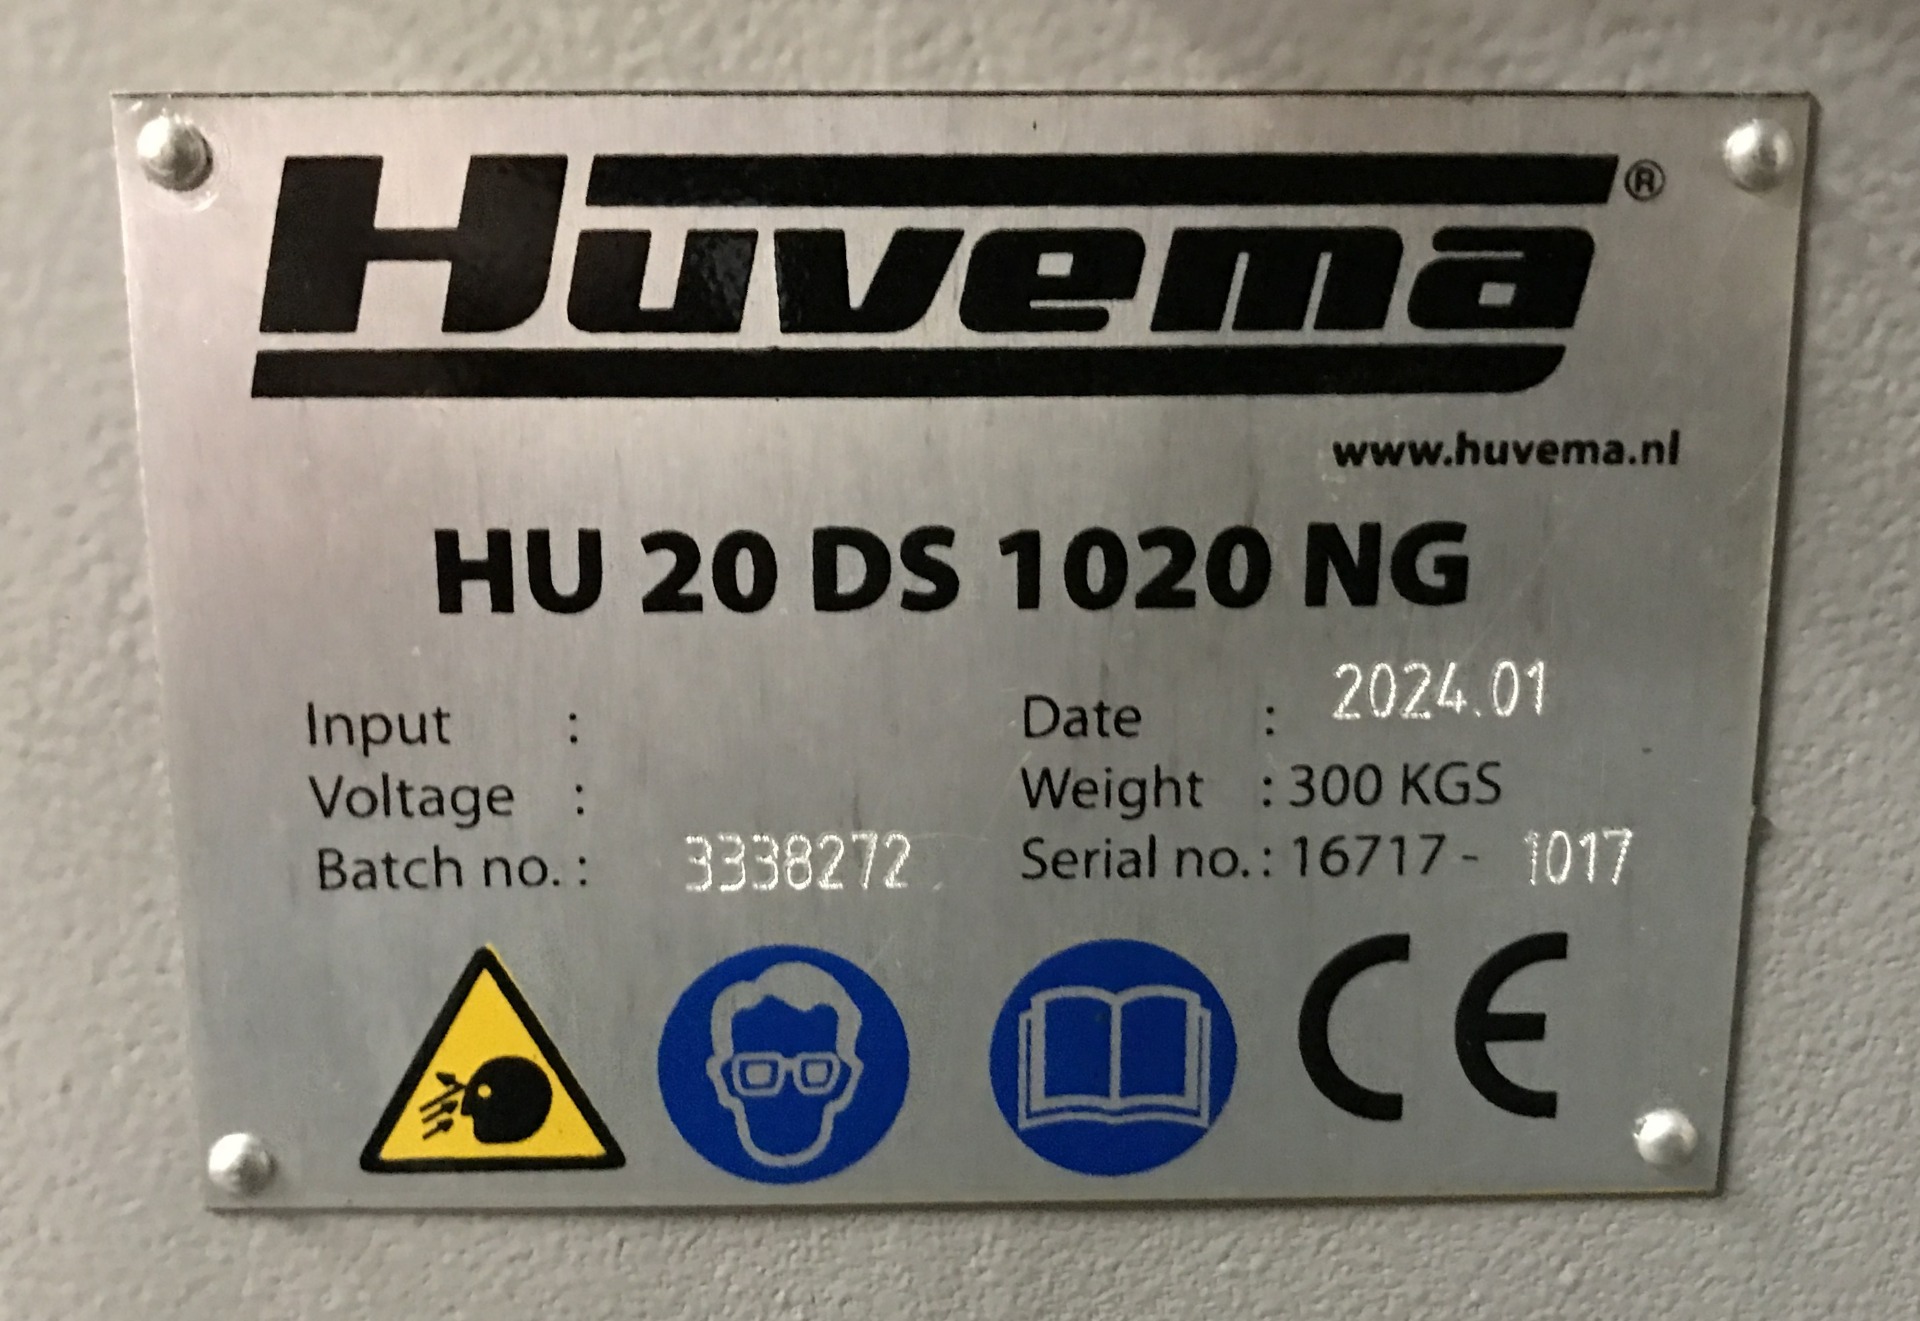 Huvema®
www.huvema.nl
HU 20 DS 1020 NG
Input :
Date : 2024.01
Voltage :
Weight : 300 KGS
Batch no. : 3338272
Serial no. : 16717 - 1017
CE